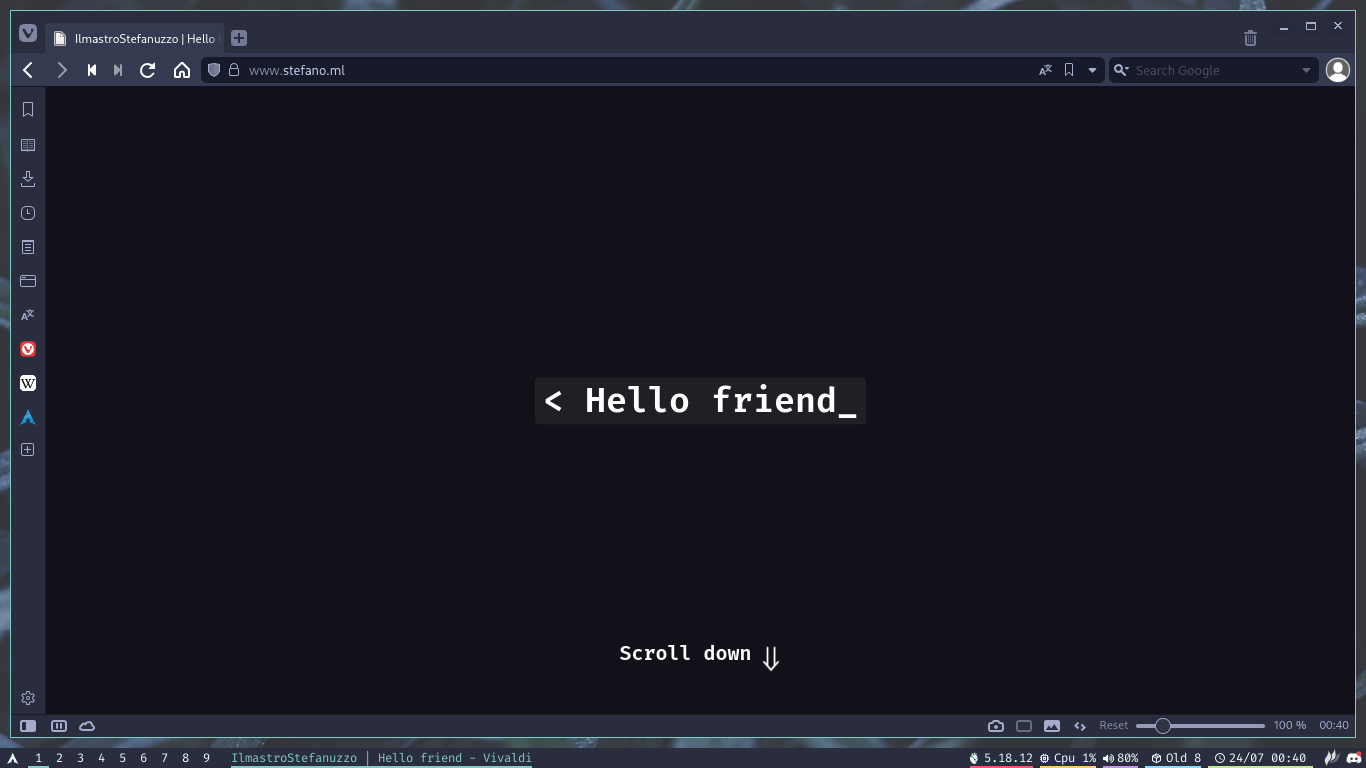 IlmastroStefanuzzo | Hello
www.stefano.ml
Search Google
W
< Hello friend_
Scroll down ⇓
Reset
100 %
00:40
1 2 3 4 5 6 7 8 9
IlmastroStefanuzzo | Hello friend - Vivaldi
5.18.12
Cpu 1%
80%
Old 8
24/07 00:40